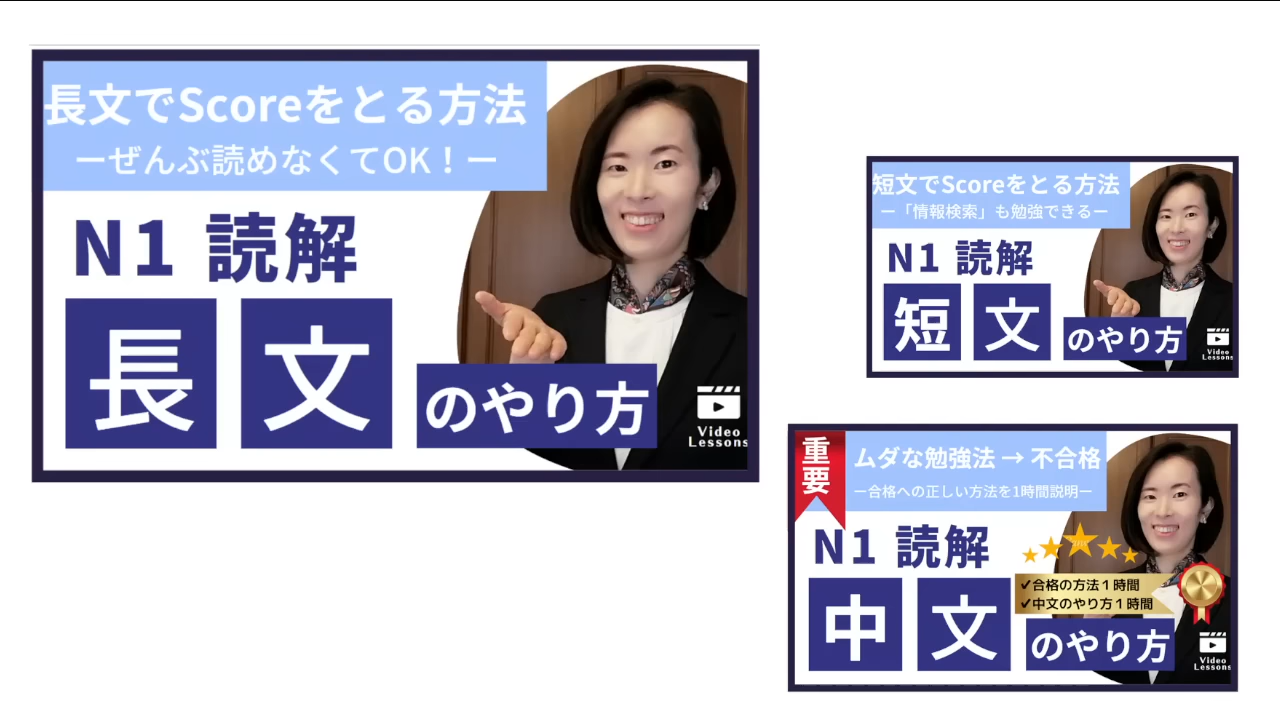 長文でScoreをとる方法
ーぜんぶ読めなくてOK！ー
N1 読解
長文のやり方
Video
Lessons
短文でScoreをとる方法
ー「情報検索」も勉強できるー
N1 読解
短文のやり方
Video
Lessons
重要
ムダな勉強法→不合格
ー合格への正しい方法を1時間説明ー
N1 読解
✔合格の方法１時間
✔中文のやり方１時間
中文のやり方
Video
Lessons